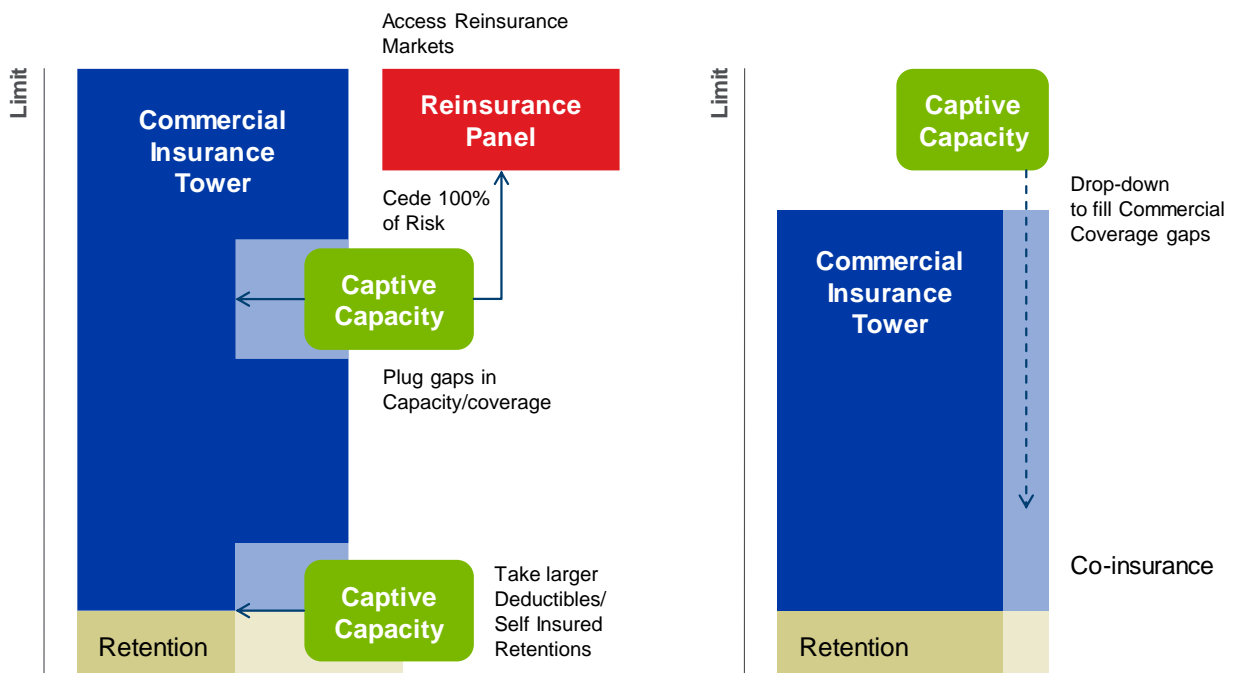 Access Reinsurance
Markets
Limit
Commercial
Insurance
Tower
Reinsurance
Panel
Cede 100%
of Risk
Captive
Capacity
Plug gaps in
Capacity/coverage
Captive
Capacity
Take larger
Deductibles/
Self Insured
Retentions
Retention
Limit
Captive
Capacity
Drop-down
to fill Commercial
Coverage gaps
Commercial
Insurance
Tower
Co-insurance
Retention